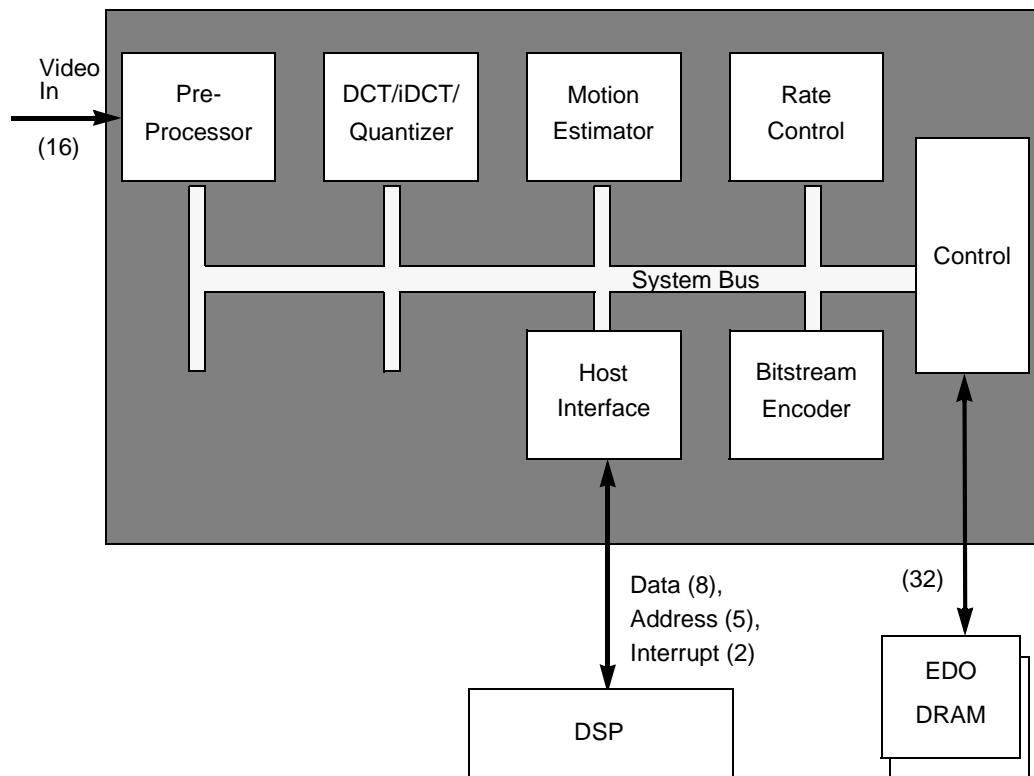 Video
In
(16)
Pre-
Processor
DCT/iDCT/
Quantizer
Motion
Estimator
Rate
Control
Control
System Bus
Host
Interface
Bitstream
Encoder
Data (8),
Address (5),
Interrupt (2)
(32)
DSP
EDO
DRAM